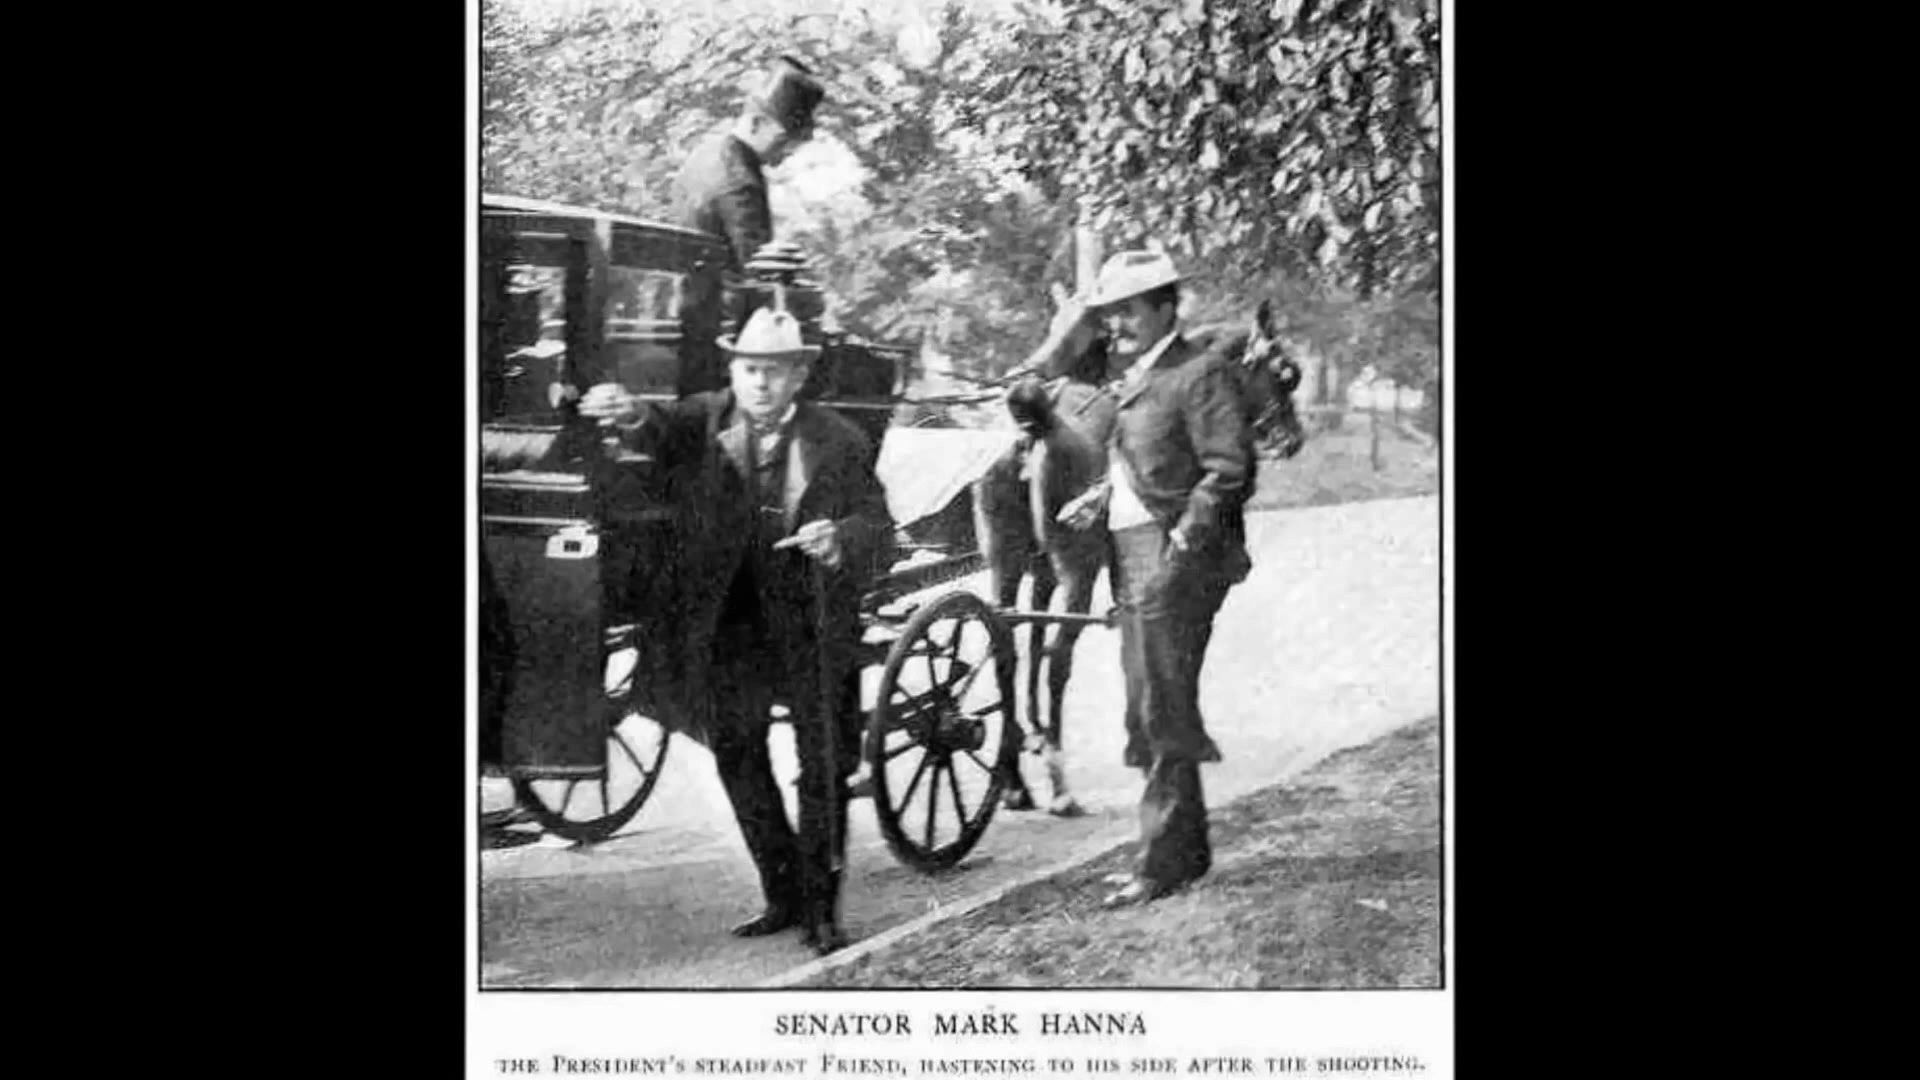 SENATOR MARK HANNA
THE PRESIDENT'S STEADFAST FRIEND, HASTENING TO HIS SIDE AFTER THE SHOOTING.